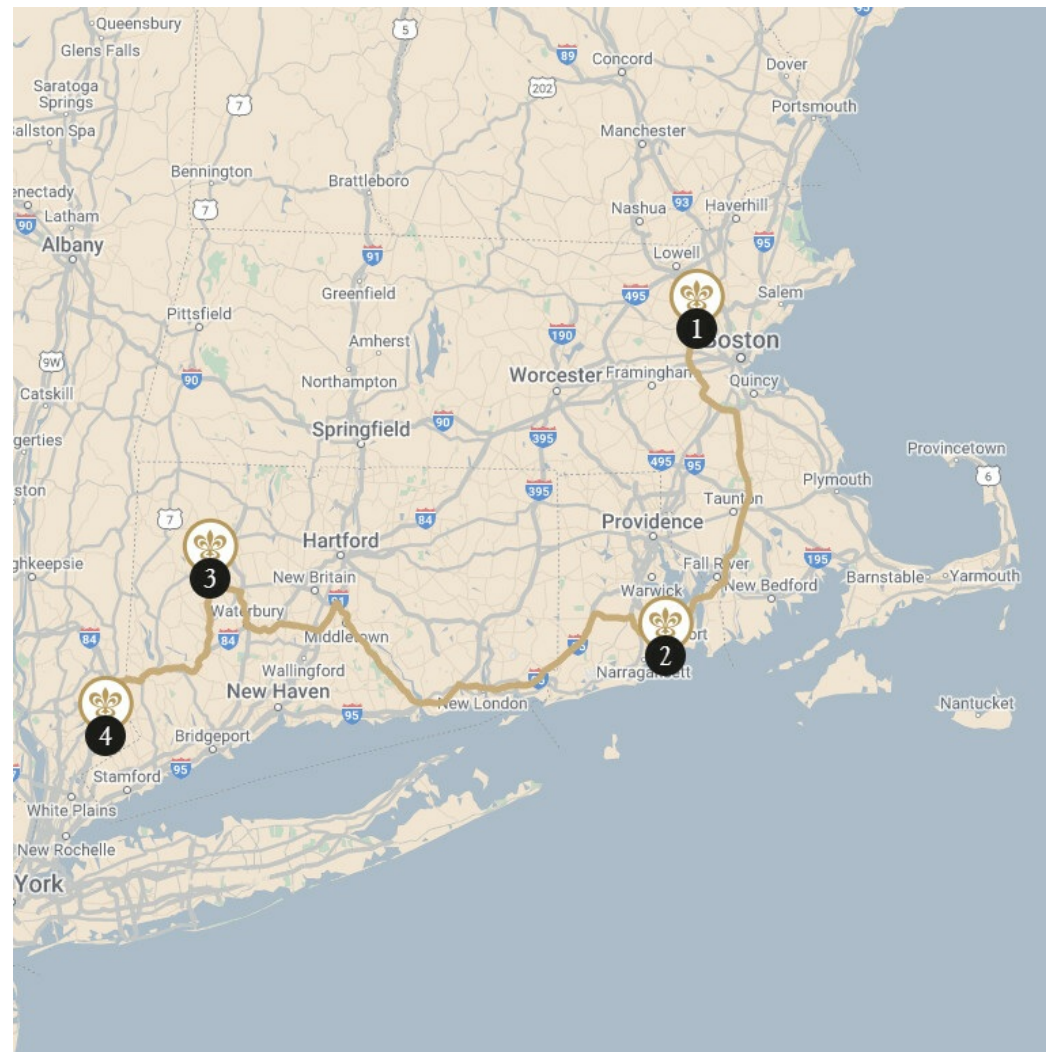 Queensbury
5
95
Glens Falls
89
Concord
Dover
Saratoga
Springs
202
7
Portsmouth
allston Spa
Manchester
Bennington
Brattleboro
enectady
93
Haverhill
7
Nashua
Latham
90
95
Albany
91
Lowell
Greenfield
495
Salem
Pittsfield
1
190
Boston
Amherst
9W
Worcester
Framingham
90
Northampton
Quincy
Catskill
90
Springfield
395
gerties
Provincetown
495
95
6
ston
395
Plymouth
Taunton
7
84
Providence
Hartford
195
ghkeepsie
Fall River
3
New Britain
Barnstable
Yarmouth
New Bedford
Warwick
91
Waterbury
84
84
Middletown
ort
2
Wallingford
Narragansett
95
New Haven
New London
Nantucket
95
4
Bridgeport
95
Stamford
White Plains
New Rochelle
York